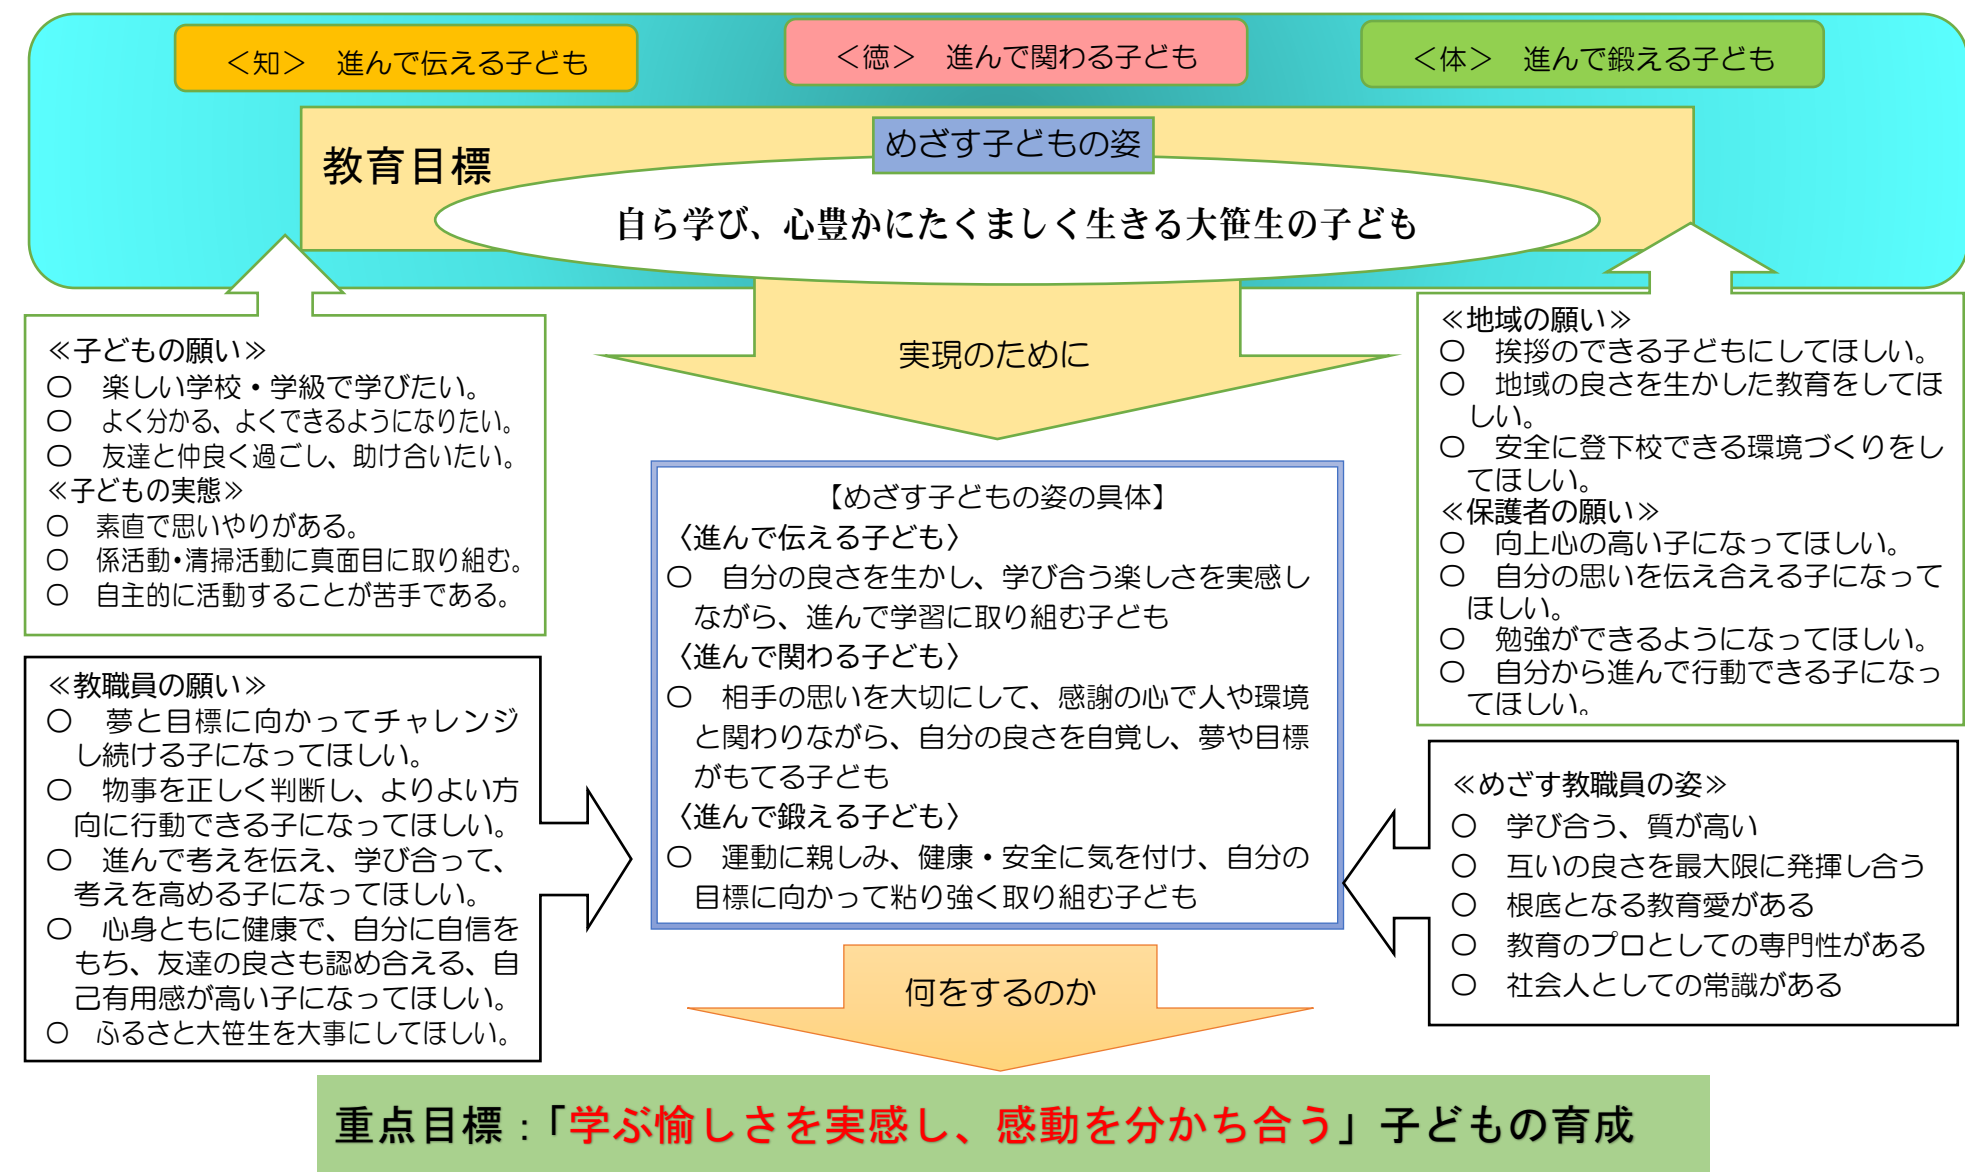 ＜知＞　進んで伝える子ども
＜徳＞　進んで関わる子ども
＜体＞　進んで鍛える子ども
教育目標
めざす子どもの姿
自ら学び、心豊かにたくましく生きる大笹生の子ども
実現のために
≪子どもの願い≫
○　楽しい学校・学級で学びたい。
○　よく分かる、よくできるようになりたい。
○　友達と仲良く過ごし、助け合いたい。
≪子どもの実態≫
○　素直で思いやりがある。
○　係活動・清掃活動に真面目に取り組む。
○　自主的に活動することが苦手である。
≪地域の願い≫
○　挨拶のできる子どもにしてほしい。
○　地域の良さを生かした教育をしてほ
しい。
○　安全に登下校できる環境づくりをし
てほしい。
≪保護者の願い≫
○　向上心の高い子になってほしい。
○　自分の思いを伝え合える子になって
ほしい。
○　勉強ができるようになってほしい。
○　自分から進んで行動できる子になっ
てほしい。
【めざす子どもの姿の具体】
〈進んで伝える子ども〉
○　自分の良さを生かし、学び合う楽しさを実感し
ながら、進んで学習に取り組む子ども
〈進んで関わる子ども〉
○　相手の思いを大切にして、感謝の心で人や環境
と関わりながら、自分の良さを自覚し、夢や目標
がもてる子ども
〈進んで鍛える子ども〉
○　運動に親しみ、健康・安全に気を付け、自分の
目標に向かって粘り強く取り組む子ども
≪教職員の願い≫
○　夢と目標に向かってチャレンジ
し続ける子になってほしい。
○　物事を正しく判断し、よりよい方
向に行動できる子になってほしい。
○　進んで考えを伝え、学び合って、
考えを高める子になってほしい。
○　心身ともに健康で、自分に自信を
もち、友達の良さも認め合える、自
己有用感が高い子になってほしい。
○　ふるさと大笹生を大事にしてほしい。
≪めざす教職員の姿≫
○　学び合う、質が高い
○　互いの良さを最大限に発揮し合う
○　根底となる教育愛がある
○　教育のプロとしての専門性がある
○　社会人としての常識がある
何をするのか
重点目標：「学ぶ愉しさを実感し、感動を分かち合う」子どもの育成